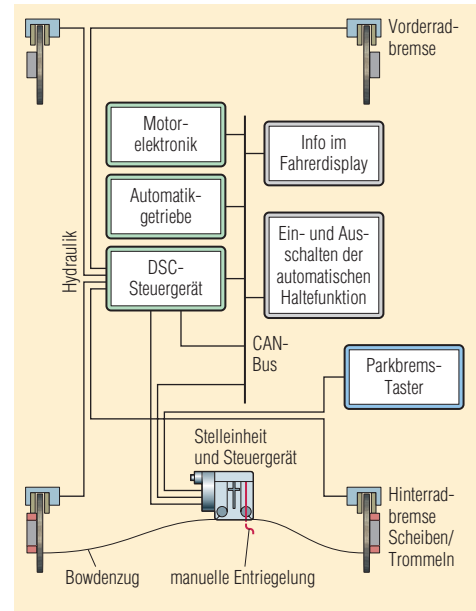 Vorderrad-
bremse
Motor-
elektronik
Info im
Fahrerdisplay
Automatik-
getriebe
Ein- und Aus-
schalten der
automatischen
Haltefunktion
Hydraulik
DSC-
Steuergerät
CAN-
Bus
Parkbrems-
Taster
Stelleinheit
und Steuergerät
Hinterrad-
bremse
Scheiben/
Trommeln
Bowdenzug
manuelle Entriegelung